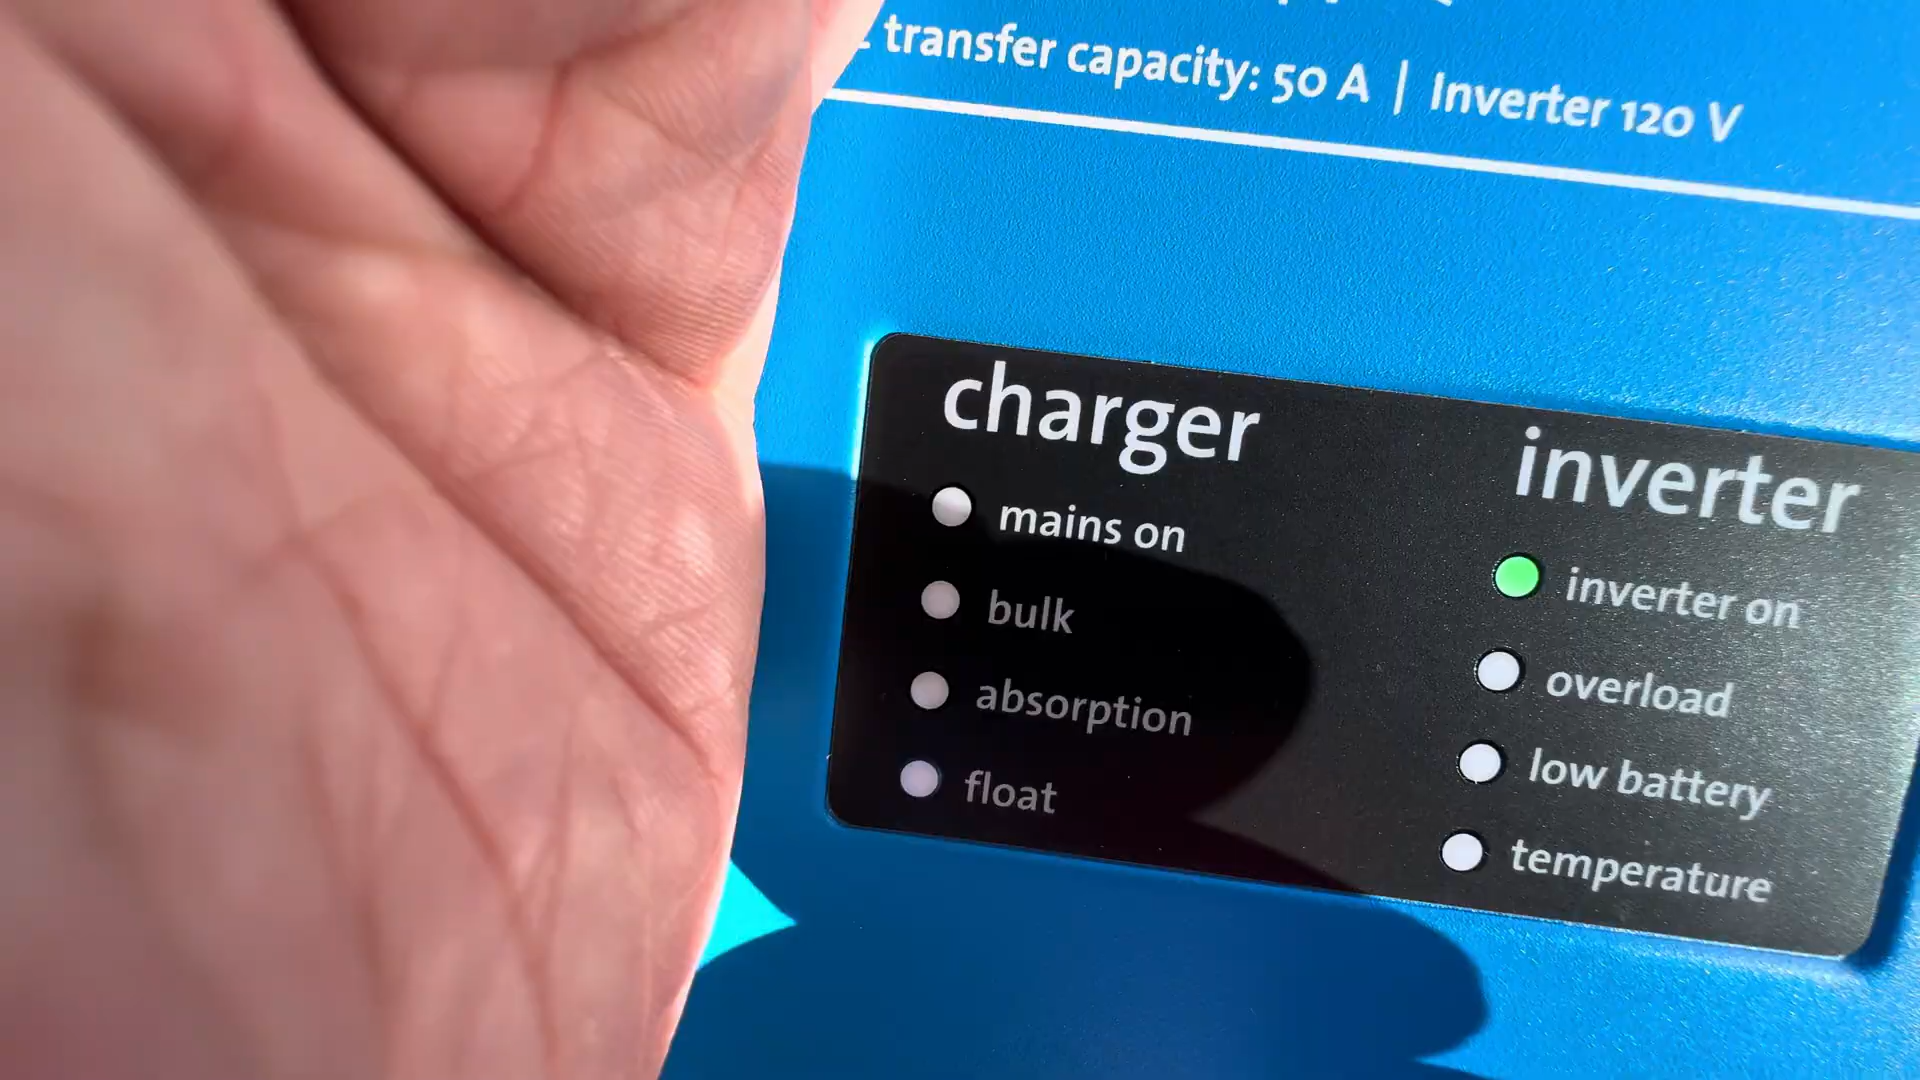 transfer capacity: 50 A | Inverter 120 V
charger
mains on
bulk
absorption
float
inverter
inverter on
overload
low battery
temperature